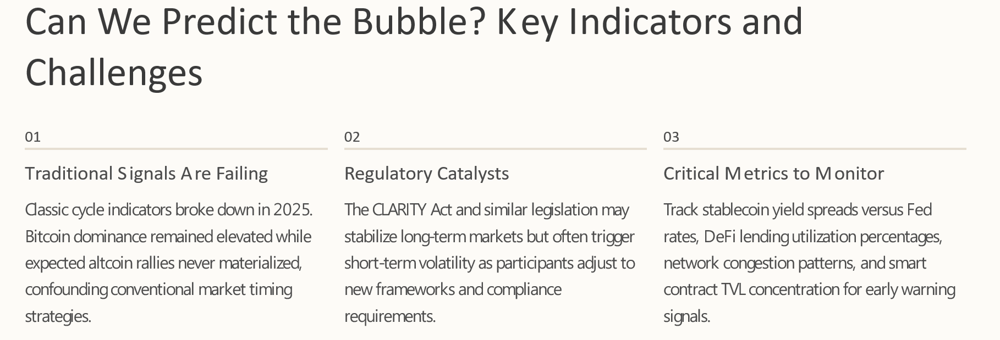 Can We Predict the Bubble? Key Indicators and
Challenges
01
Traditional Signals Are Failing
Classic cycle indicators broke down in 2025.
Bitcoin dominance remained elevated while
expected altcoin rallies never materialized,
confounding conventional market timing
strategies.
02
Regulatory Catalysts
The CLARITY Act and similar legislation may
stabilize long-term markets but often trigger
short-term volatility as participants adjust to
new frameworks and compliance
requirements.
03
Critical Metrics to Monitor
Track stablecoin yield spreads versus Fed
rates, DeFi lending utilization percentages,
network congestion patterns, and smart
contract TVL concentration for early warning
signals.